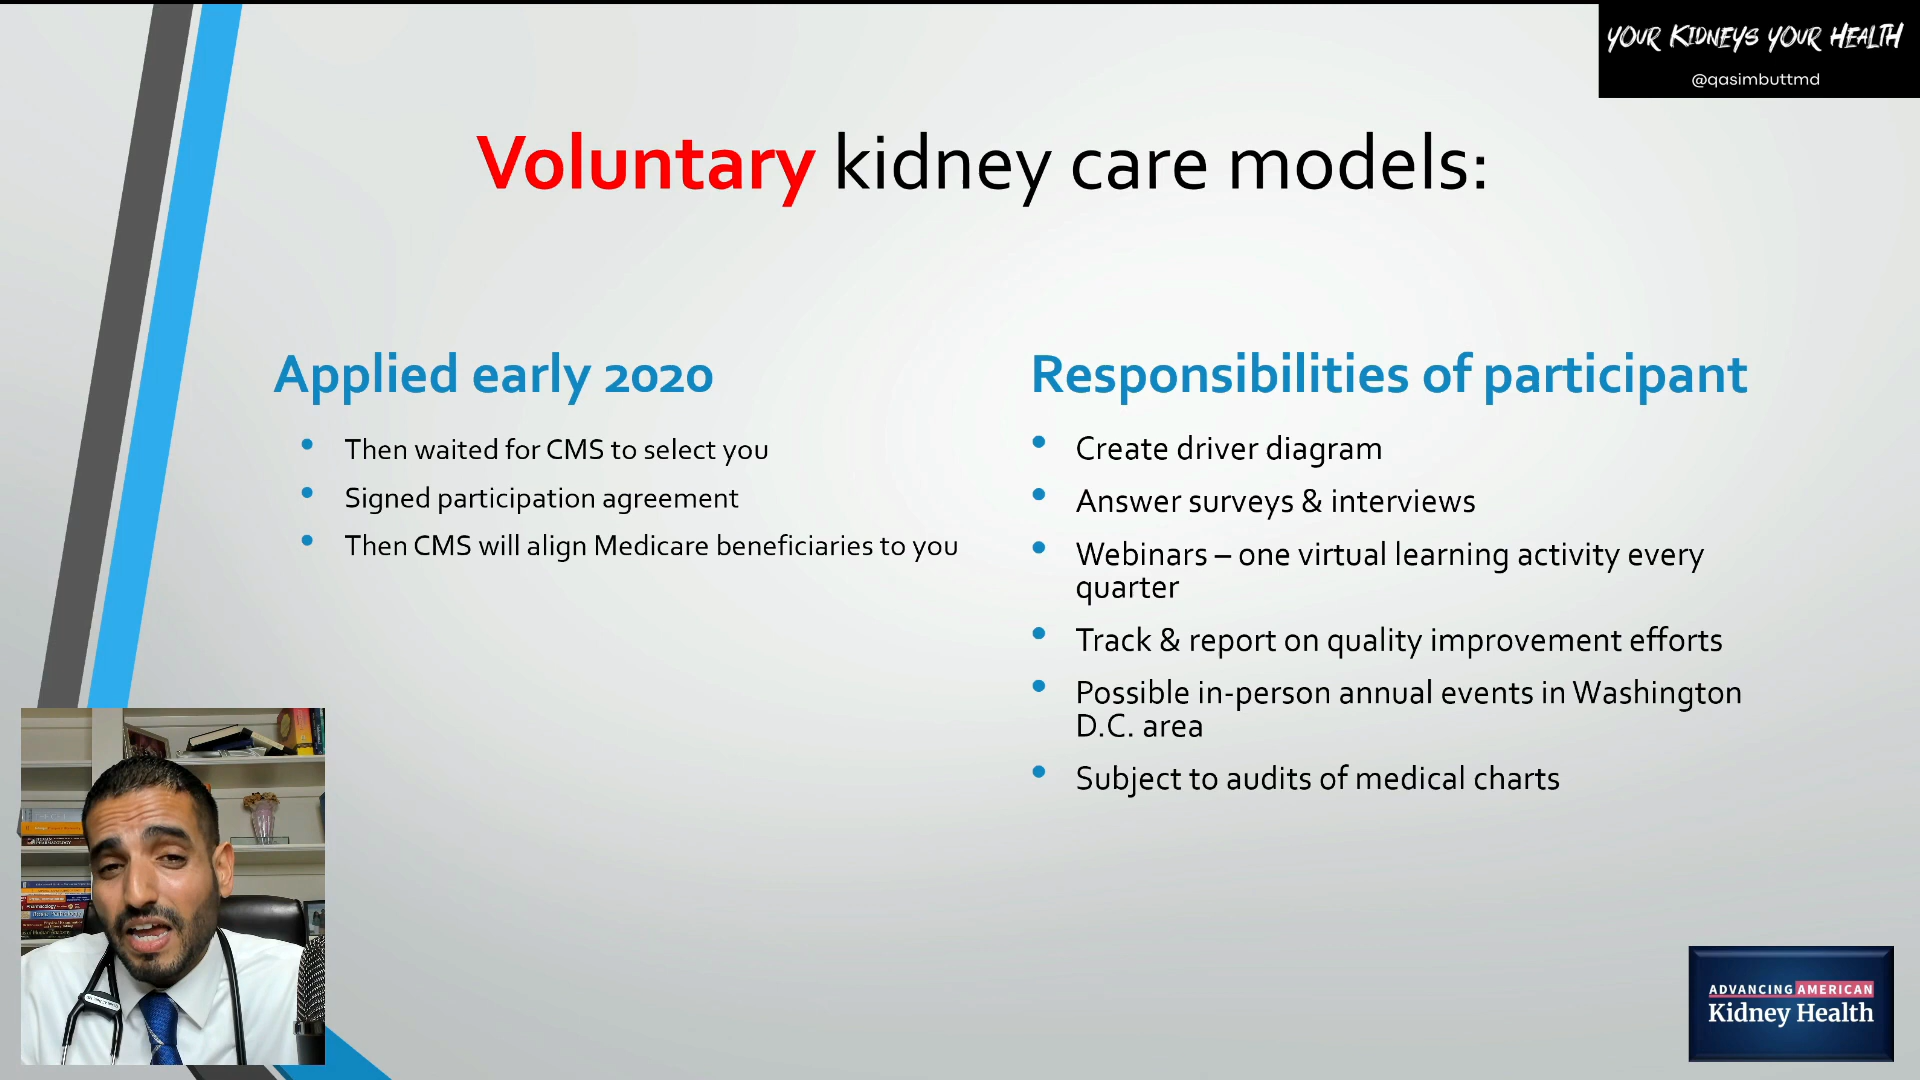 YOUR KIDNEYS YOUR HEALTH
@qasimbuttmd
Voluntary kidney care models:
Applied early 2020
• Then waited for CMS to select you
• Signed participation agreement
• Then CMS will align Medicare beneficiaries to you
Responsibilities of participant
• Create driver diagram
• Answer surveys & interviews
• Webinars – one virtual learning activity every
quarter
• Track & report on quality improvement efforts
• Possible in-person annual events in Washington
D.C. area
• Subject to audits of medical charts
ADVANCING AMERICAN
Kidney Health